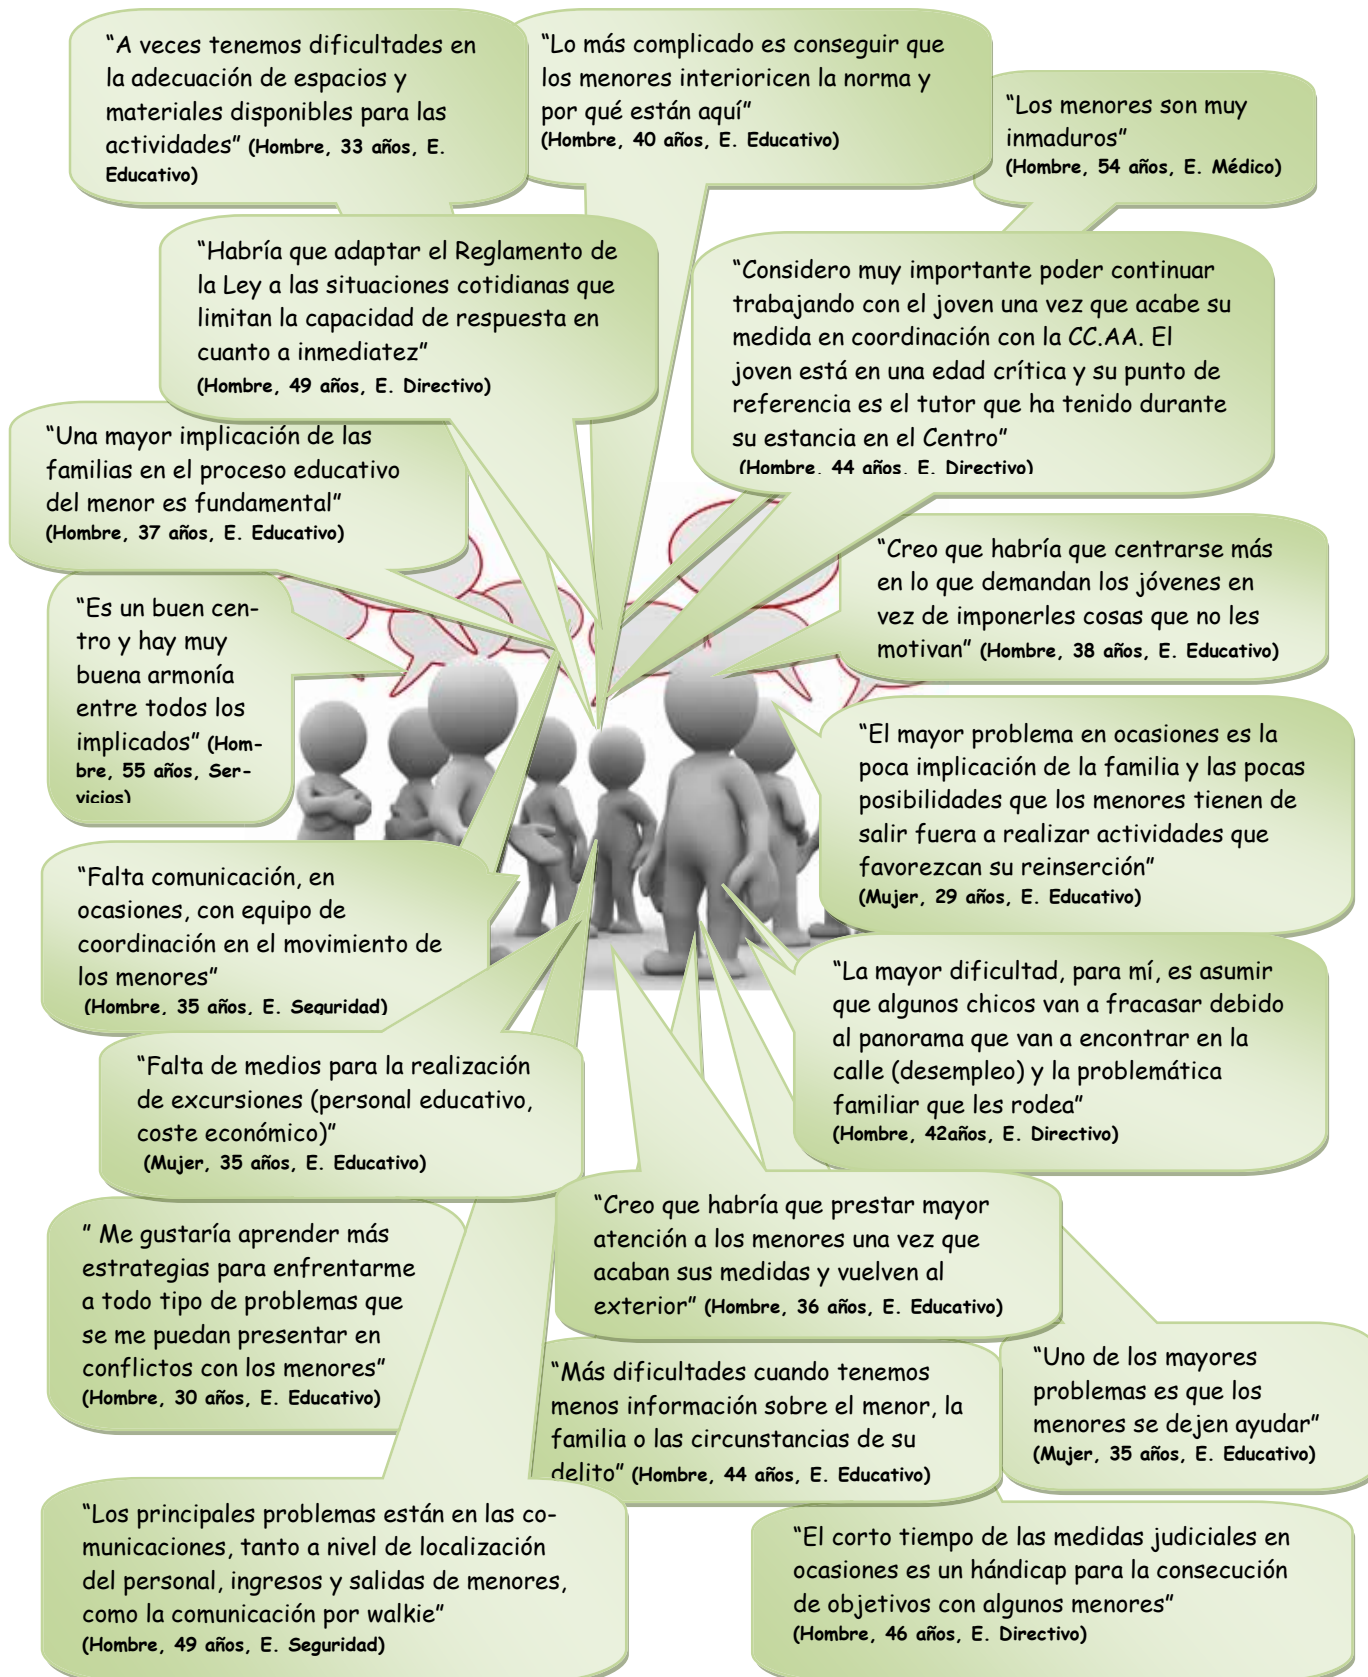 “A veces tenemos dificultades en
la adecuación de espacios y
materiales disponibles para las
actividades” (Hombre, 33 años, E.
Educativo)
“Lo más complicado es conseguir que
los menores interioricen la norma y
por qué están aquí”
(Hombre, 40 años, E. Educativo)
“Los menores son muy
inmaduros”
(Hombre, 54 años, E. Médico)
“Habría que adaptar el Reglamento de
la Ley a las situaciones cotidianas que
limitan la capacidad de respuesta en
cuanto a inmediatez”
(Hombre, 49 años, E. Directivo)
“Considero muy importante poder continuar
trabajando con el joven una vez que acabe su
medida en coordinación con la CC.AA. El
joven está en una edad crítica y su punto de
referencia es el tutor que ha tenido durante
su estancia en el Centro”
(Hombre, 44 años, E. Directivo)
“Una mayor implicación de las
familias en el proceso educativo
del menor es fundamental”
(Hombre, 37 años, E. Educativo)
“Creo que habría que centrarse más
en lo que demandan los jóvenes en
vez de imponerles cosas que no les
motivan” (Hombre, 38 años, E. Educativo)
“Es un buen cen-
tro y hay muy
buena armonía
entre todos los
implicados” (Hom-
bre, 55 años, Ser-
vicios)
“El mayor problema en ocasiones es la
poca implicación de la familia y las pocas
posibilidades que los menores tienen de
salir fuera a realizar actividades que
favorezcan su reinserción”
(Mujer, 29 años, E. Educativo)
“Falta comunicación, en
ocasiones, con equipo de
coordinación en el movimiento de
los menores”
(Hombre, 35 años, E. Seguridad)
“La mayor dificultad, para mí, es asumir
que algunos chicos van a fracasar debido
al panorama que van a encontrar en la
calle (desempleo) y la problemática
familiar que les rodea”
(Hombre, 42años, E. Directivo)
“Falta de medios para la realización
de excursiones (personal educativo,
coste económico)”
(Mujer, 35 años, E. Educativo)
“Creo que habría que prestar mayor
atención a los menores una vez que
acaban sus medidas y vuelven al
exterior” (Hombre, 36 años, E. Educativo)
” Me gustaría aprender más
estrategias para enfrentarme
a todo tipo de problemas que
se me puedan presentar en
conflictos con los menores”
(Hombre, 30 años, E. Educativo)
“Más dificultades cuando tenemos
menos información sobre el menor, la
familia o las circunstancias de su
delito” (Hombre, 44 años, E. Educativo)
“Uno de los mayores
problemas es que los
menores se dejen ayudar”
(Mujer, 35 años, E. Educativo)
“Los principales problemas están en las co-
municaciones, tanto a nivel de localización
del personal, ingresos y salidas de menores,
como la comunicación por walkie”
(Hombre, 49 años, E. Seguridad)
“El corto tiempo de las medidas judiciales en
ocasiones es un hándicap para la consecución
de objetivos con algunos menores”
(Hombre, 46 años, E. Directivo)